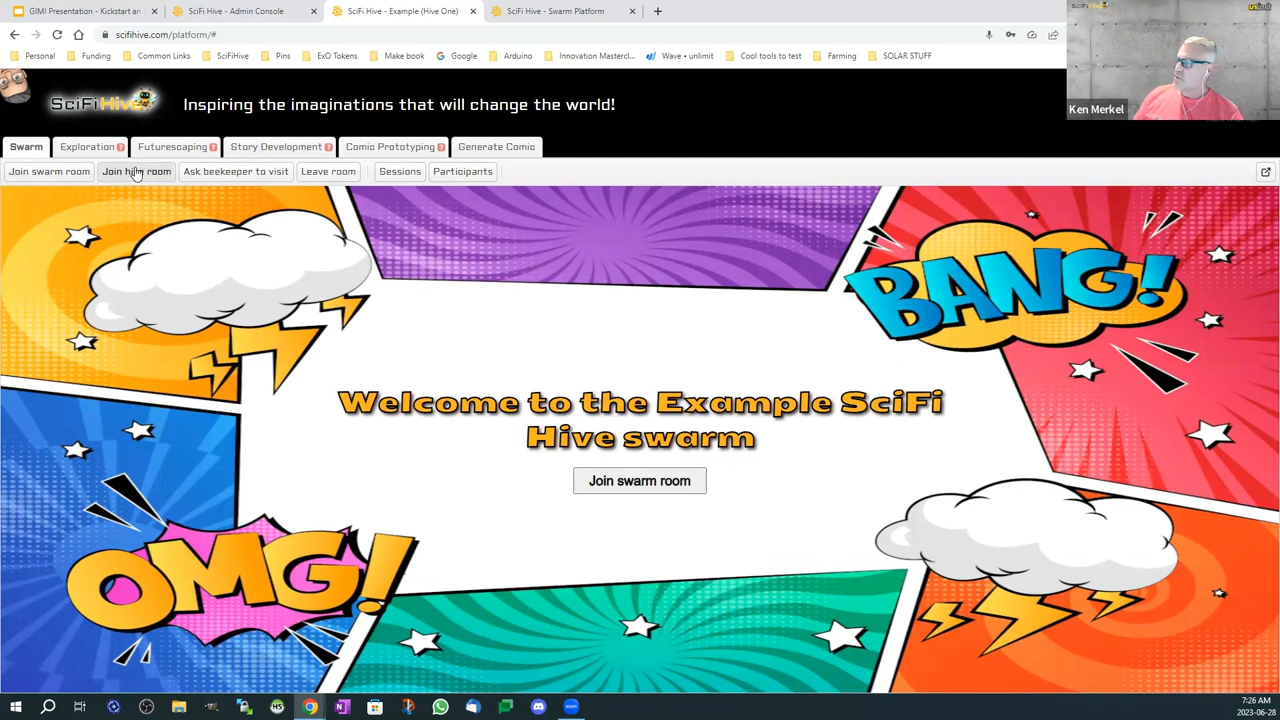 GIMI Presentation - Kickstart an
SciFi Hive - Admin Console
SciFi Hive - Example (Hive One)
SciFi Hive - Swarm Platform
scifihive.com/platform/#
Personal
Funding
Common Links
SciFiHive
Pins
ExO Tokens
Make book
Google
Arduino
Innovation Mastercl...
Wave • unlimit
Cool tools to test
Farming
SOLAR STUFF
SciFiHive
Inspiring the imaginations that will change the world!
Ken Merkel
Swarm
Exploration ?
Futurescaping ?
Story Development ?
Comic Prototyping ?
Generate Comic
Join swarm room
Join hive room
Ask beekeeper to visit
Leave room
Sessions
Participants
BANG!
Welcome to the Example SciFi
Hive swarm
Join swarm room
OMG!
7:26 AM
2023-06-28